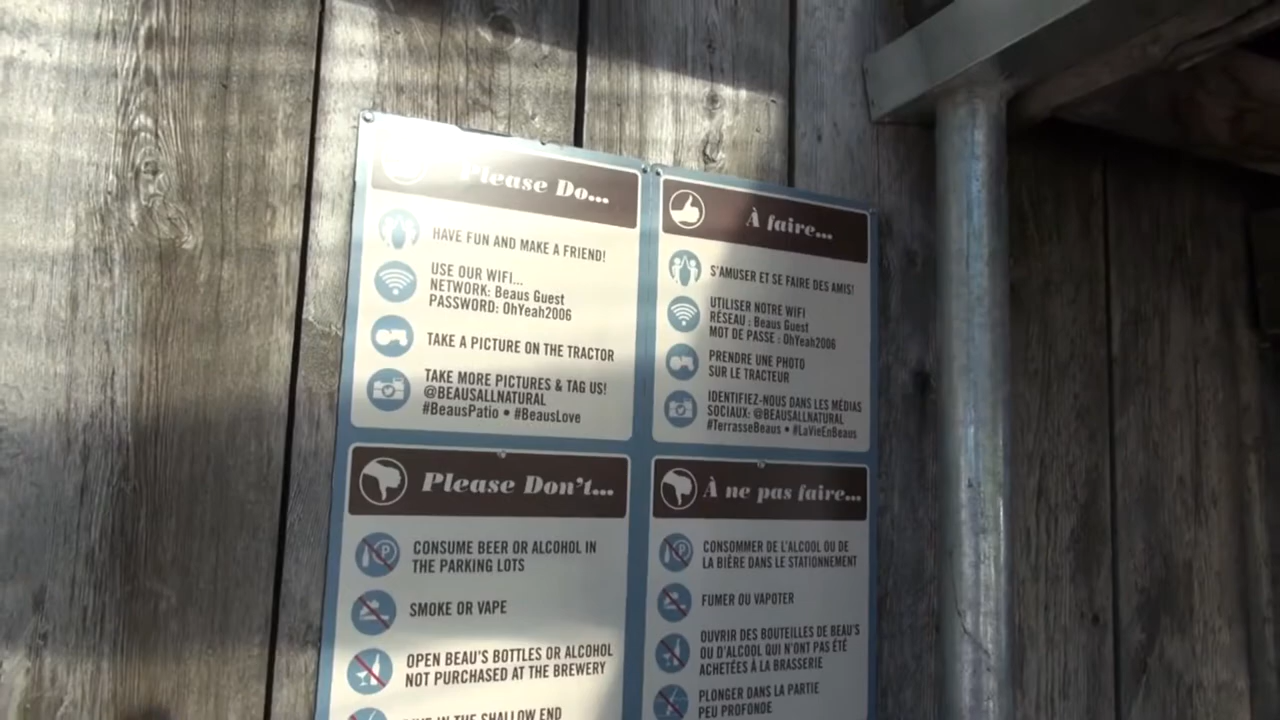 Please Do...
HAVE FUN AND MAKE A FRIEND!
USE OUR WIFI...
NETWORK: Beaus Guest
PASSWORD: OhYeah2006
TAKE A PICTURE ON THE TRACTOR
TAKE MORE PICTURES & TAG US!
@BEAUSALLNATURAL
#BeausPatio • #BeausLove
À faire...
S'AMUSER ET SE FAIRE DES AMIS!
UTILISER NOTRE WIFI
RÉSEAU : Beaus Guest
MOT DE PASSE : OhYeah2006
PRENDRE UNE PHOTO
SUR LE TRACTEUR
IDENTIFIEZ-NOUS DANS LES MÉDIAS
SOCIAUX: @BEAUSALLNATURAL
#TerrasseBeaus • #LaVieEnBeaus
Please Don't...
CONSUME BEER OR ALCOHOL IN
THE PARKING LOTS
SMOKE OR VAPE
OPEN BEAU'S BOTTLES OR ALCOHOL
NOT PURCHASED AT THE BREWERY
IN THE SHALLOW END
À ne pas faire...
CONSOMMER DE L'ALCOOL OU DE
LA BIÈRE DANS LE STATIONNEMENT
FUMER OU VAPOTER
OUVRIR DES BOUTEILLES DE BEAU'S
OU D'ALCOOL QUI N'ONT PAS ÉTÉ
ACHETÉES À LA BRASSERIE
PLONGER DANS LA PARTIE
PEU PROFONDE